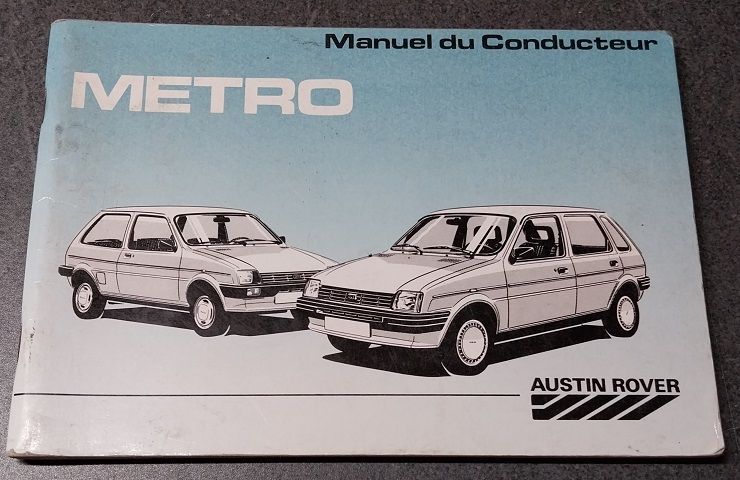 Manuel du Conducteur
METRO
AUSTIN ROVER